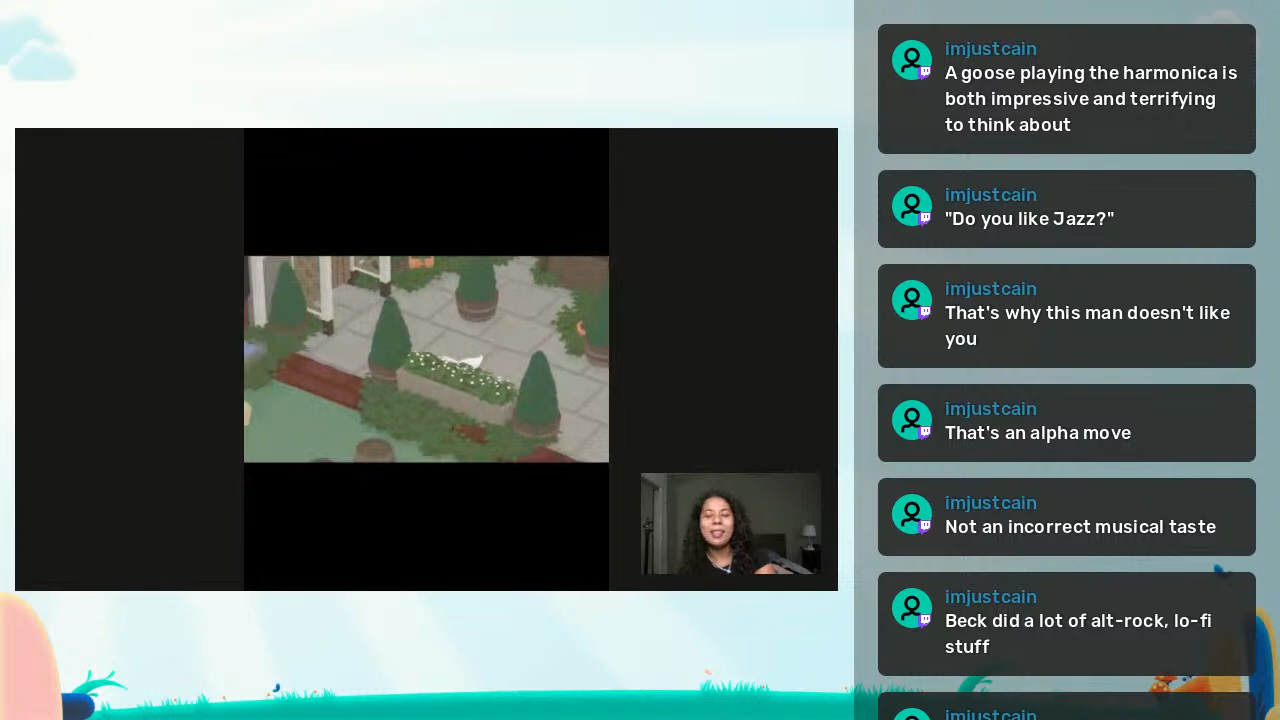 imjustcain
A goose playing the harmonica is
both impressive and terrifying
to think about
imjustcain
"Do you like Jazz?"
imjustcain
That's why this man doesn't like
you
imjustcain
That's an alpha move
imjustcain
Not an incorrect musical taste
imjustcain
Beck did a lot of alt-rock, lo-fi
stuff
imjustcain